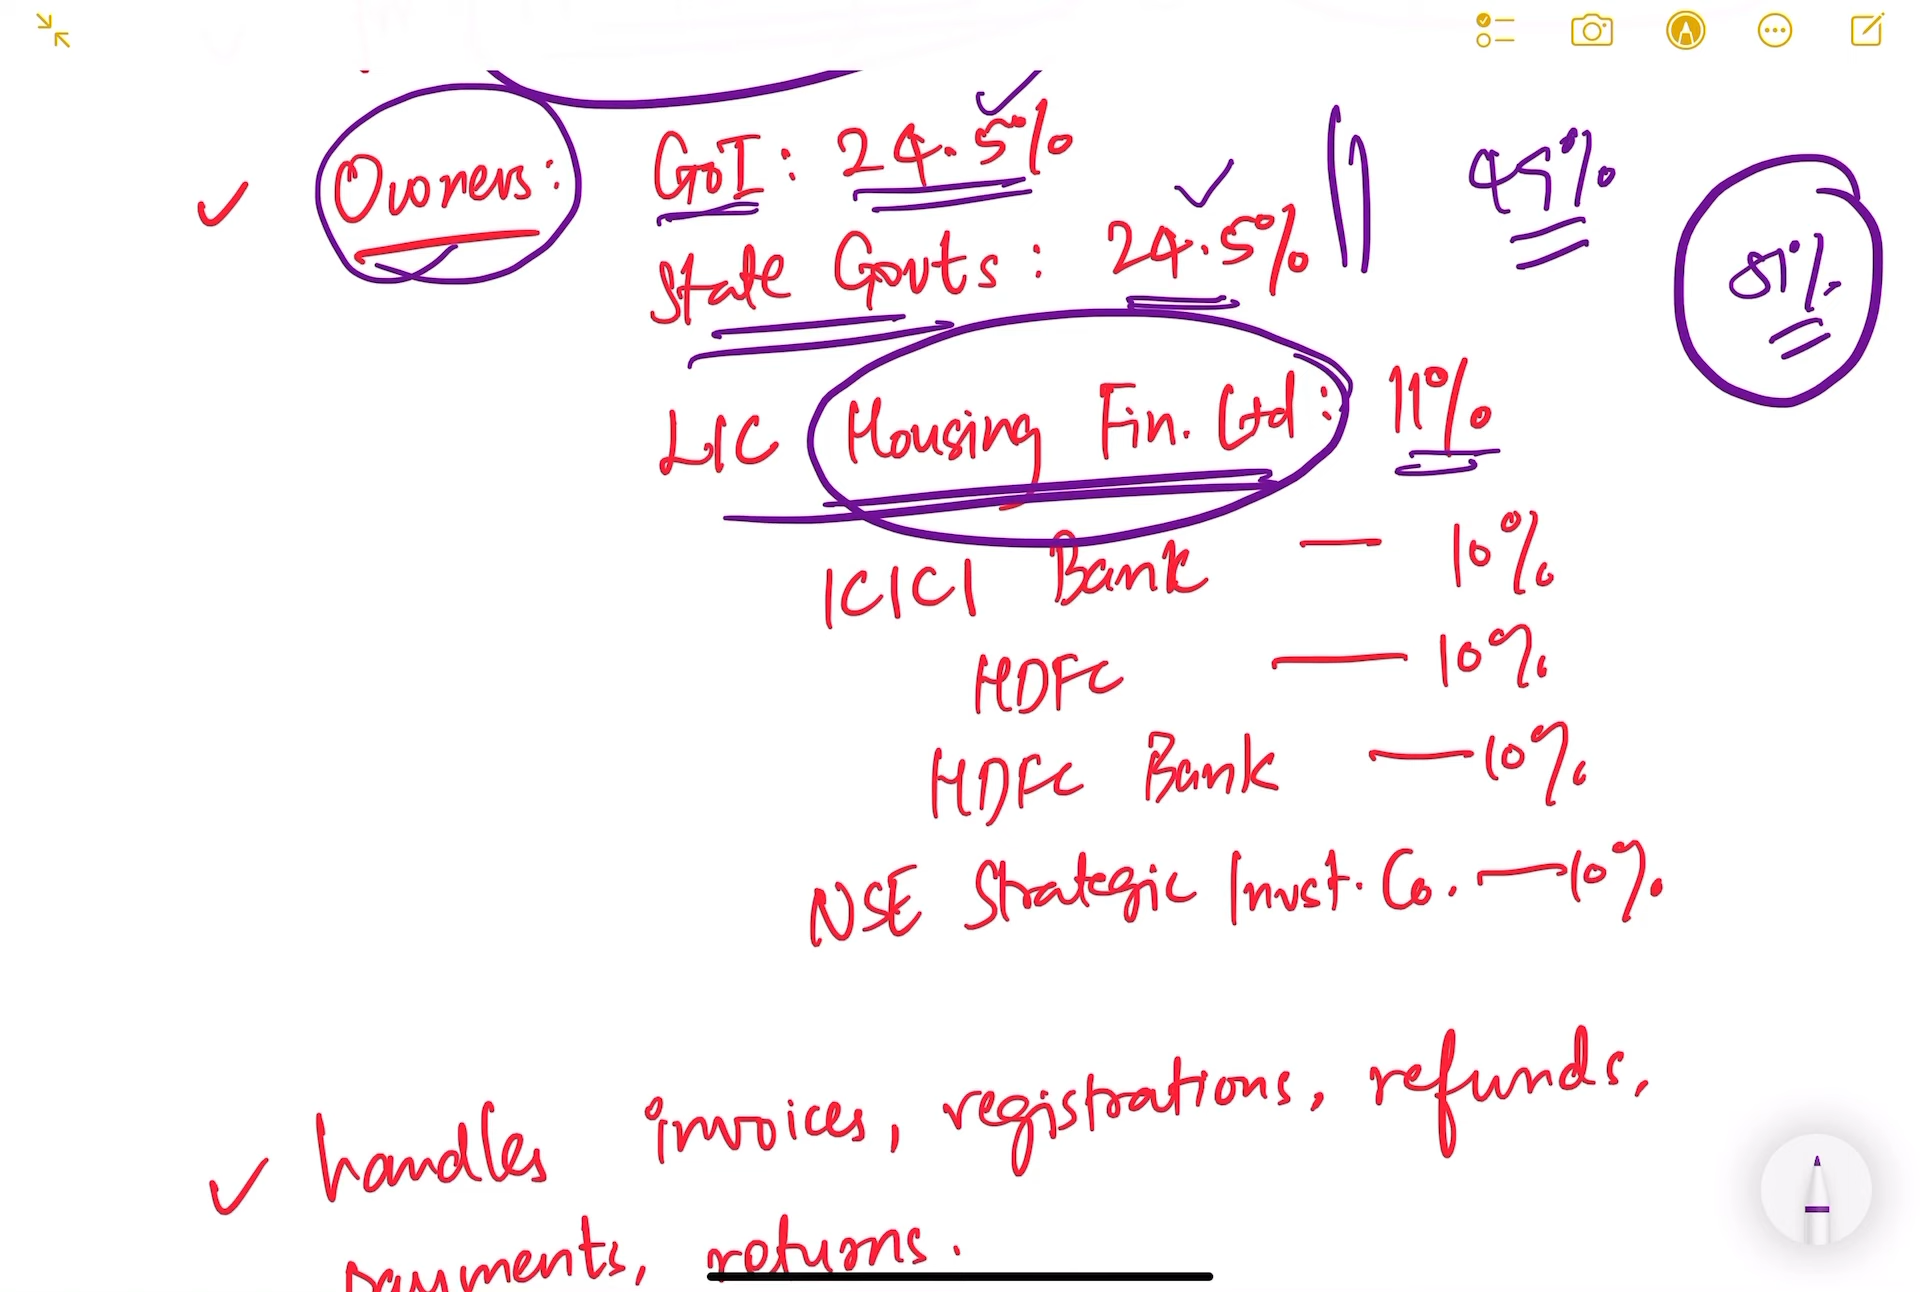 Owners: GoI: 24.5% 49%
State Govts: 24.5% 51%
LIC Housing Fin. Ltd: 11%
ICICI Bank — 10%
HDFC — 10%
HDFC Bank — 10%
NSE Strategic Invst. Co. — 10%
handles invoices, registrations, refunds,
payments, returns.